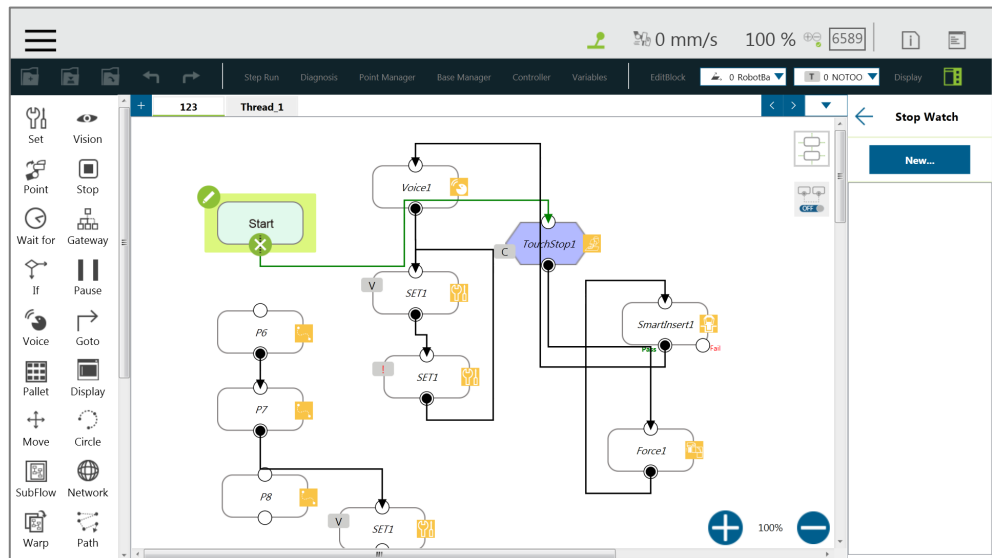 0 mm/s 100 % 6589
Step Run Diagnosis Point Manager Base Manager Controller Variables EditBlock 0 RobotBa T 0 NOTOO Display
+ 123 Thread_1 < >
Stop Watch
New...
Set Vision
Point Stop
Wait for Gateway
If Pause
Voice Goto
Pallet Display
Move Circle
SubFlow Network
Warp Path
OFF
Voice1
Start
TouchStop1
C
V
SET1
SmartInsert1
Pass Fail
P6
!
SET1
P7
Force1
P8
V
SET1
100%